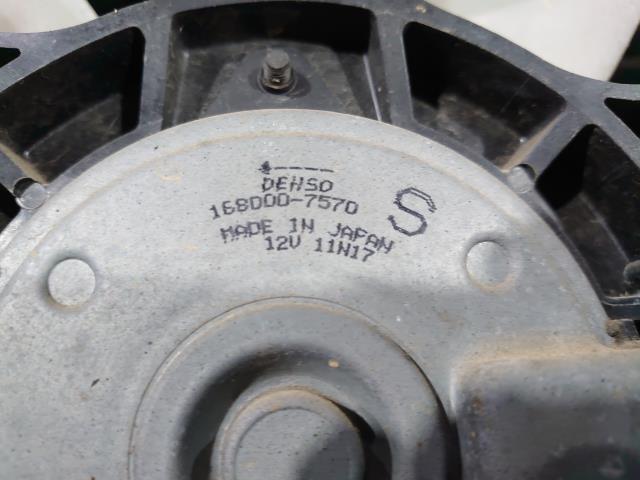 DENSO
168000-7570
S
MADE IN JAPAN
12V 11N17